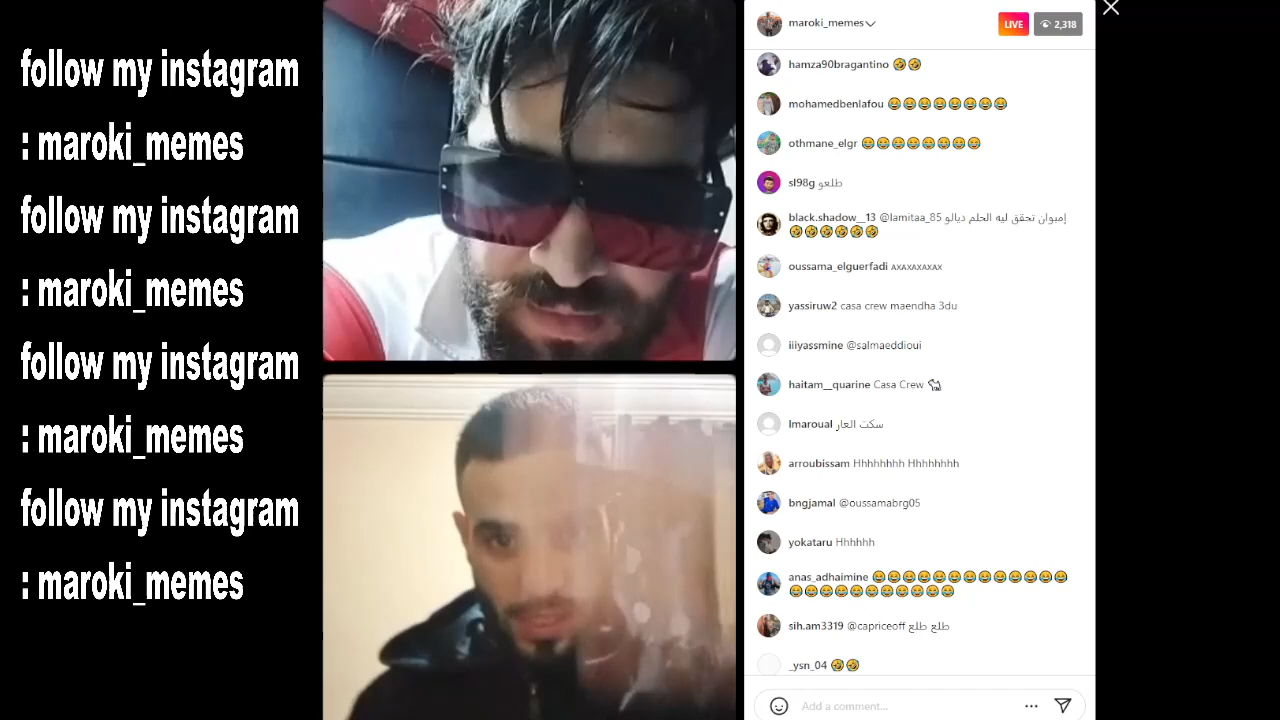 follow my instagram
: maroki_memes
follow my instagram
: maroki_memes
follow my instagram
: maroki_memes
follow my instagram
: maroki_memes
maroki_memes
LIVE
2,318
hamza90bragantino 🤣🤣
mohamedbenlafou 😂😂😂😂😂😂😂😂
othmane_elgr 😂😂😂😂😂😂😂😂
sl98g طلعو
black.shadow__13 @lamitaa_85 إمبوان تحقق ليه الحلم ديالو
🤣🤣🤣🤣🤣🤣
oussama_elguerfadi AXAXAXAXAX
yassiruw2 casa crew maendha 3du
iiiyassmine @salmaeddioui
haitam__quarine Casa Crew
lmaroual سكت العار
arroubissam Hhhhhhhh Hhhhhhhh
bngjamal @oussamabrg05
yokataru Hhhhhh
anas_adhaimine 😂😂😂😂😂😂😂😂😂😂😂😂😂
😂😂😂😂😂😂😂😂😂😂😂
sih.am3319 @capriceoff طلع طلع
_ysn_04 🤣🤣
Add a comment...